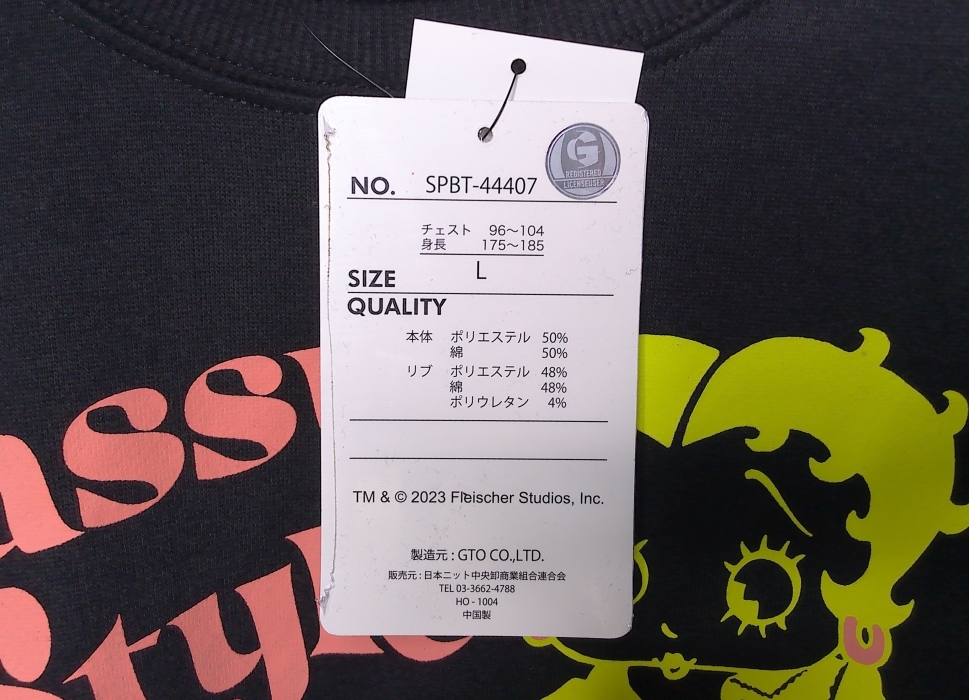 G
REGISTERED
LICENSED USER
NO. SPBT-44407
チェスト 96～104
身長 175～185
SIZE L
QUALITY
本体 ポリエステル 50%
綿 50%
リブ ポリエステル 48%
綿 48%
ポリウレタン 4%
TM & © 2023 Fleischer Studios, Inc.
製造元 : GTO CO.,LTD.
販売元 : 日本ニット中央卸商業組合連合会
TEL 03-3662-4788
HO - 1004
中国製
assy
Style